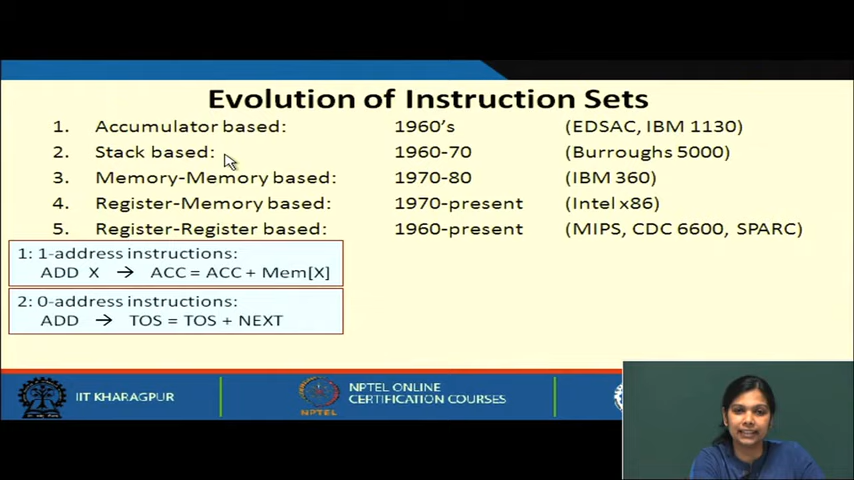 Evolution of Instruction Sets
1. Accumulator based: 1960's (EDSAC, IBM 1130)
2. Stack based: 1960-70 (Burroughs 5000)
3. Memory-Memory based: 1970-80 (IBM 360)
4. Register-Memory based: 1970-present (Intel x86)
5. Register-Register based: 1960-present (MIPS, CDC 6600, SPARC)
1: 1-address instructions:
ADD X → ACC = ACC + Mem[X]
2: 0-address instructions:
ADD → TOS = TOS + NEXT
IIT KHARAGPUR
NPTEL
NPTEL ONLINE
CERTIFICATION COURSES